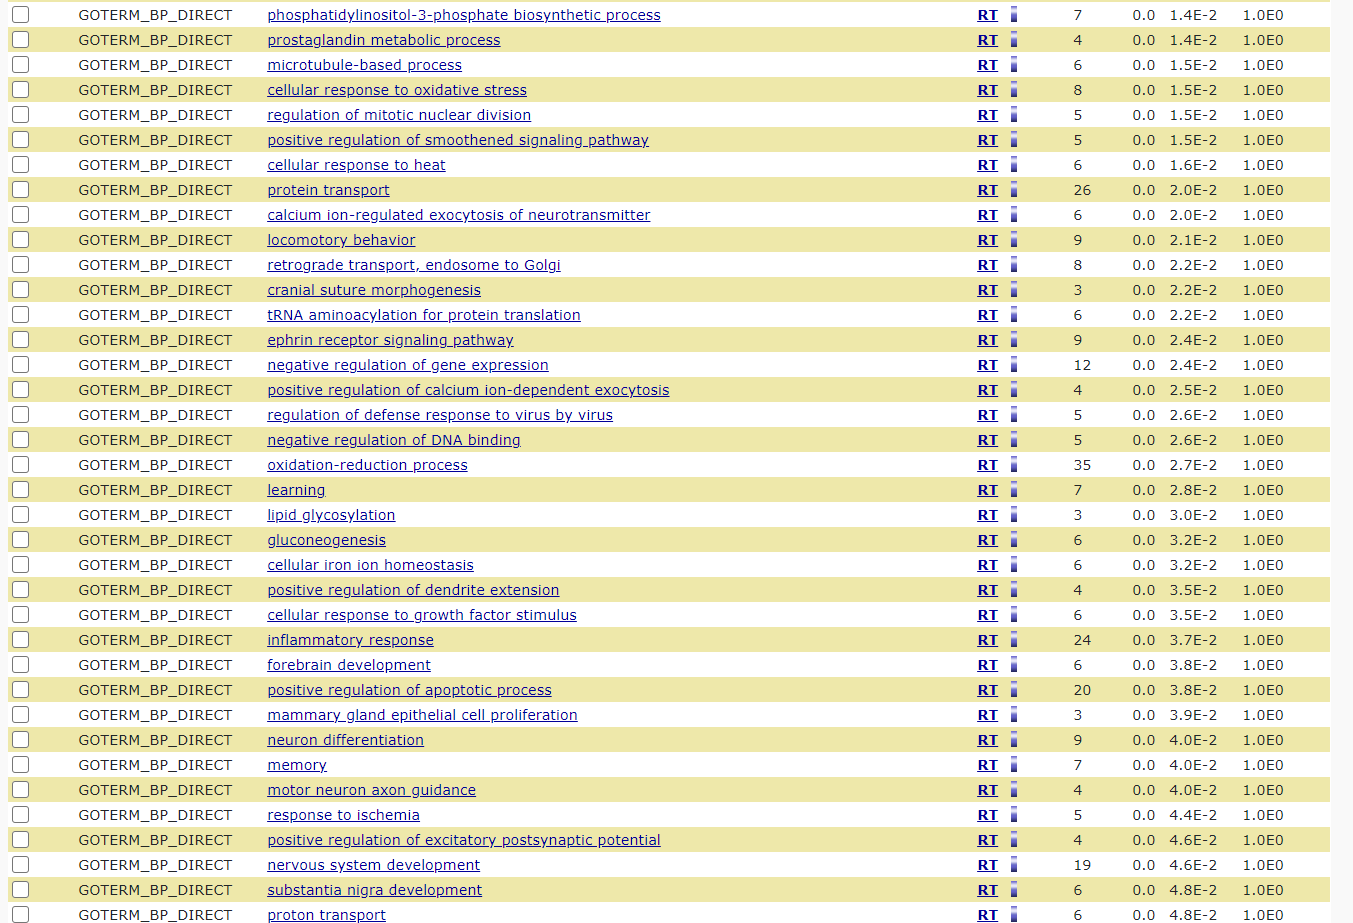 GOTERM_BP_DIRECT phosphatidylinositol-3-phosphate biosynthetic process RT 7 0.0 1.4E-2 1.0E0
GOTERM_BP_DIRECT prostaglandin metabolic process RT 4 0.0 1.4E-2 1.0E0
GOTERM_BP_DIRECT microtubule-based process RT 6 0.0 1.5E-2 1.0E0
GOTERM_BP_DIRECT cellular response to oxidative stress RT 8 0.0 1.5E-2 1.0E0
GOTERM_BP_DIRECT regulation of mitotic nuclear division RT 5 0.0 1.5E-2 1.0E0
GOTERM_BP_DIRECT positive regulation of smoothened signaling pathway RT 5 0.0 1.5E-2 1.0E0
GOTERM_BP_DIRECT cellular response to heat RT 6 0.0 1.6E-2 1.0E0
GOTERM_BP_DIRECT protein transport RT 26 0.0 2.0E-2 1.0E0
GOTERM_BP_DIRECT calcium ion-regulated exocytosis of neurotransmitter RT 6 0.0 2.0E-2 1.0E0
GOTERM_BP_DIRECT locomotory behavior RT 9 0.0 2.1E-2 1.0E0
GOTERM_BP_DIRECT retrograde transport, endosome to Golgi RT 8 0.0 2.2E-2 1.0E0
GOTERM_BP_DIRECT cranial suture morphogenesis RT 3 0.0 2.2E-2 1.0E0
GOTERM_BP_DIRECT tRNA aminoacylation for protein translation RT 6 0.0 2.2E-2 1.0E0
GOTERM_BP_DIRECT ephrin receptor signaling pathway RT 9 0.0 2.4E-2 1.0E0
GOTERM_BP_DIRECT negative regulation of gene expression RT 12 0.0 2.4E-2 1.0E0
GOTERM_BP_DIRECT positive regulation of calcium ion-dependent exocytosis RT 4 0.0 2.5E-2 1.0E0
GOTERM_BP_DIRECT regulation of defense response to virus by virus RT 5 0.0 2.6E-2 1.0E0
GOTERM_BP_DIRECT negative regulation of DNA binding RT 5 0.0 2.6E-2 1.0E0
GOTERM_BP_DIRECT oxidation-reduction process RT 35 0.0 2.7E-2 1.0E0
GOTERM_BP_DIRECT learning RT 7 0.0 2.8E-2 1.0E0
GOTERM_BP_DIRECT lipid glycosylation RT 3 0.0 3.0E-2 1.0E0
GOTERM_BP_DIRECT gluconeogenesis RT 6 0.0 3.2E-2 1.0E0
GOTERM_BP_DIRECT cellular iron ion homeostasis RT 6 0.0 3.2E-2 1.0E0
GOTERM_BP_DIRECT positive regulation of dendrite extension RT 4 0.0 3.5E-2 1.0E0
GOTERM_BP_DIRECT cellular response to growth factor stimulus RT 6 0.0 3.5E-2 1.0E0
GOTERM_BP_DIRECT inflammatory response RT 24 0.0 3.7E-2 1.0E0
GOTERM_BP_DIRECT forebrain development RT 6 0.0 3.8E-2 1.0E0
GOTERM_BP_DIRECT positive regulation of apoptotic process RT 20 0.0 3.8E-2 1.0E0
GOTERM_BP_DIRECT mammary gland epithelial cell proliferation RT 3 0.0 3.9E-2 1.0E0
GOTERM_BP_DIRECT neuron differentiation RT 9 0.0 4.0E-2 1.0E0
GOTERM_BP_DIRECT memory RT 7 0.0 4.0E-2 1.0E0
GOTERM_BP_DIRECT motor neuron axon guidance RT 4 0.0 4.0E-2 1.0E0
GOTERM_BP_DIRECT response to ischemia RT 5 0.0 4.4E-2 1.0E0
GOTERM_BP_DIRECT positive regulation of excitatory postsynaptic potential RT 4 0.0 4.6E-2 1.0E0
GOTERM_BP_DIRECT nervous system development RT 19 0.0 4.6E-2 1.0E0
GOTERM_BP_DIRECT substantia nigra development RT 6 0.0 4.8E-2 1.0E0
GOTERM_BP_DIRECT proton transport RT 6 0.0 4.8E-2 1.0E0